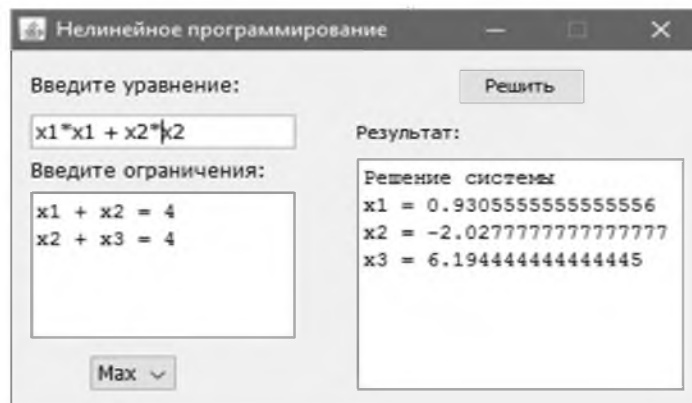 Нелинейное программирование
Введите уравнение:
Решить
x1*x1 + x2*x2
Результат:
Введите ограничения:
x1 + x2 = 4
x2 + x3 = 4
Решение системы
x1 = 0.9305555555555556
x2 = -2.0277777777777777
x3 = 6.194444444444445
Max